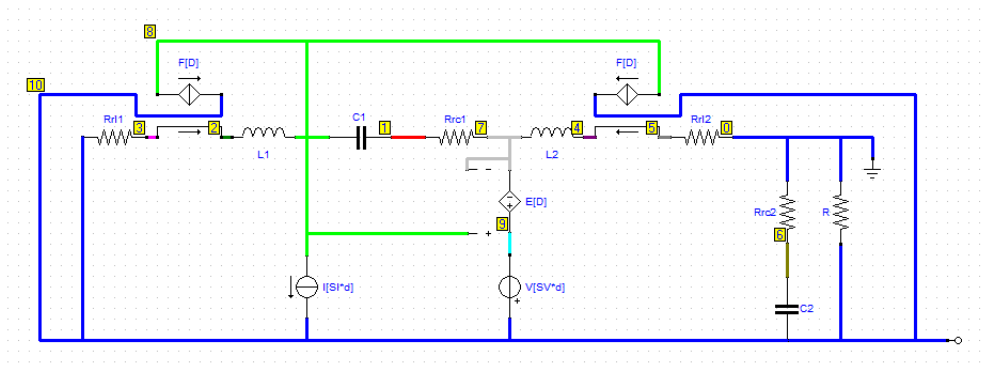 8
F[D]
F[D]
10
Rrl1
3
2
L1
C1
1
Rrc1
7
L2
4
5
Rrl2
0
E[D]
9
Rrc2
R
6
I[SI*d]
V[SV*d]
C2